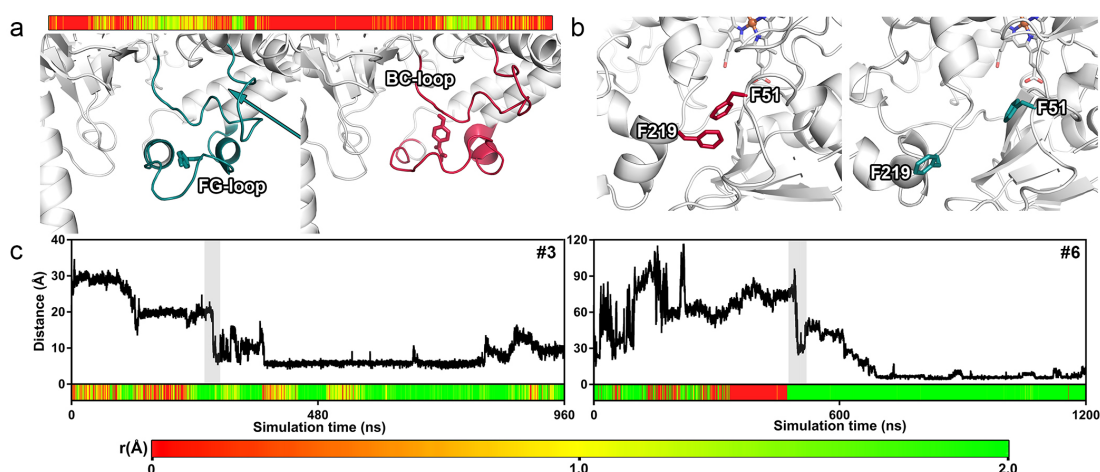 a
BC-loop
FG-loop
b
F51
F219
F51
F219
c
#3
40
30
20
10
0
Distance (Å)
0
480
960
Simulation time (ns)
#6
120
90
60
30
0
0
600
1200
Simulation time (ns)
r(Å)
0
1.0
2.0